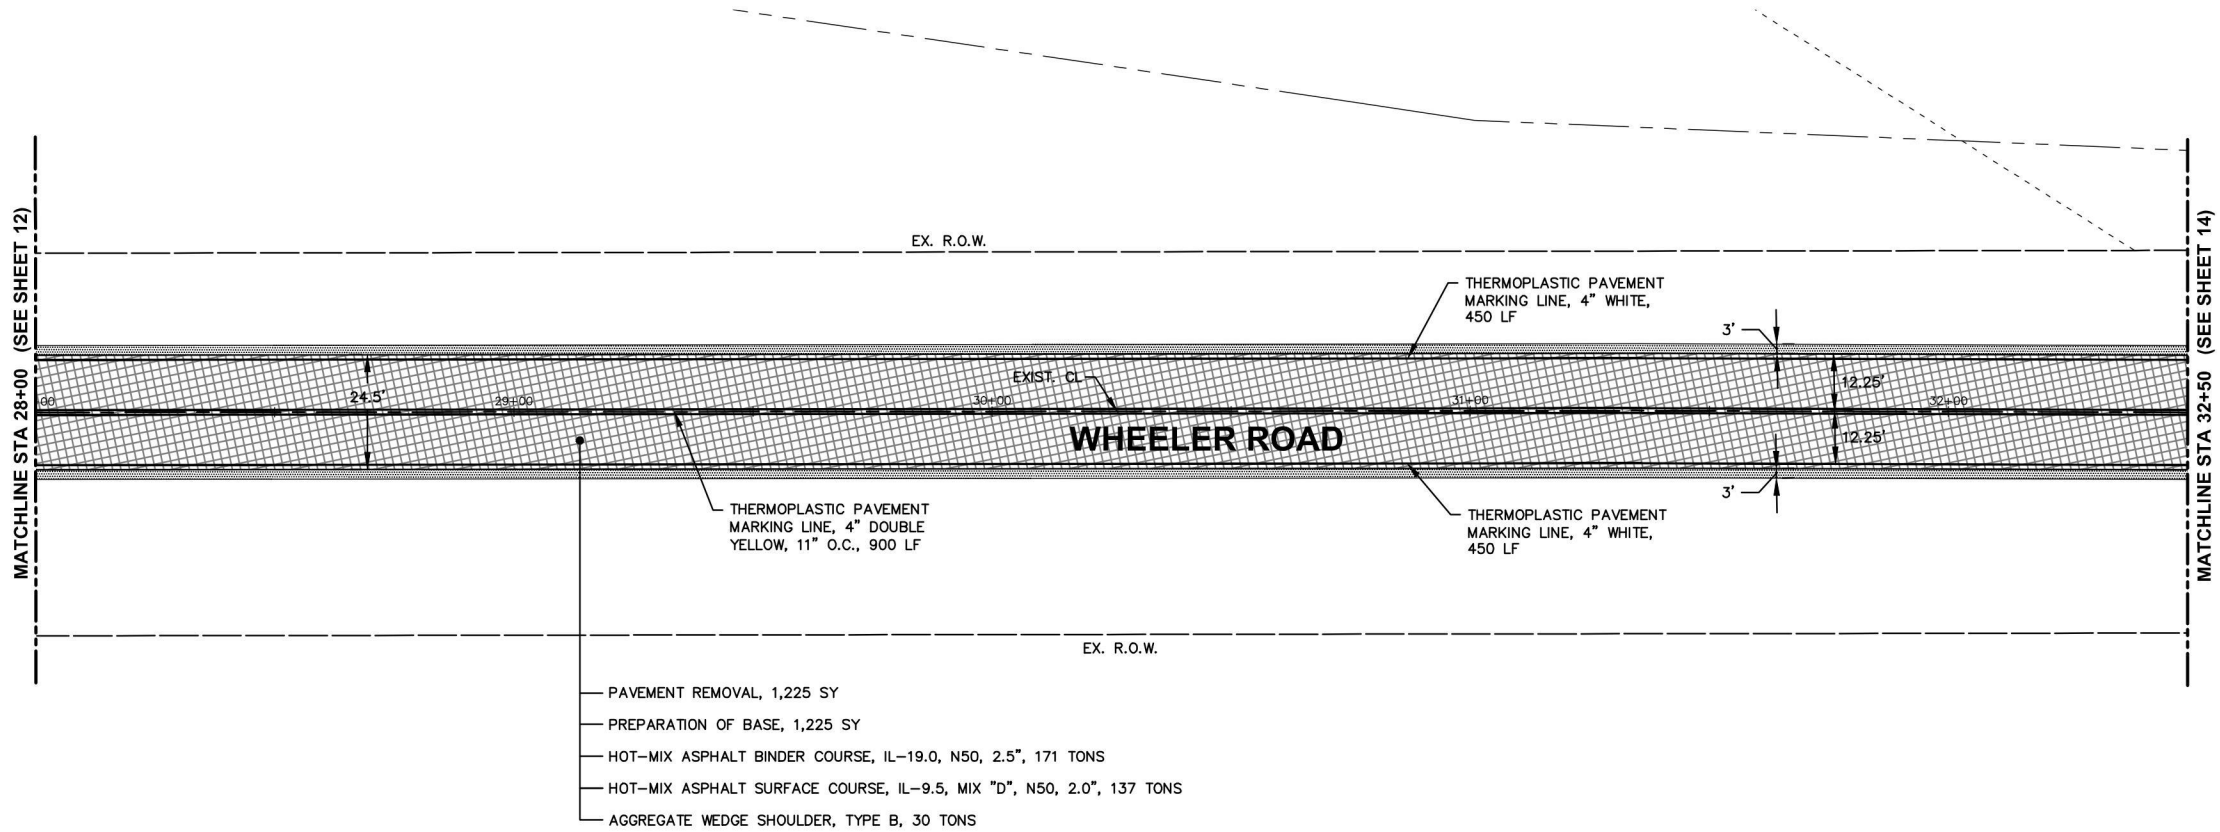 EX. R.O.W.
THERMOPLASTIC PAVEMENT
MARKING LINE, 4" WHITE,
450 LF
3'
MATCHLINE STA 28+00 (SEE SHEET 12)
MATCHLINE STA 32+50 (SEE SHEET 14)
EXIST. CL
12.25'
24.5'
00
29+00
30+00
31+00
32+00
WHEELER ROAD
12.25'
3'
THERMOPLASTIC PAVEMENT
MARKING LINE, 4" DOUBLE
YELLOW, 11" O.C., 900 LF
THERMOPLASTIC PAVEMENT
MARKING LINE, 4" WHITE,
450 LF
EX. R.O.W.
PAVEMENT REMOVAL, 1,225 SY
PREPARATION OF BASE, 1,225 SY
HOT-MIX ASPHALT BINDER COURSE, IL-19.0, N50, 2.5", 171 TONS
HOT-MIX ASPHALT SURFACE COURSE, IL-9.5, MIX "D", N50, 2.0", 137 TONS
AGGREGATE WEDGE SHOULDER, TYPE B, 30 TONS